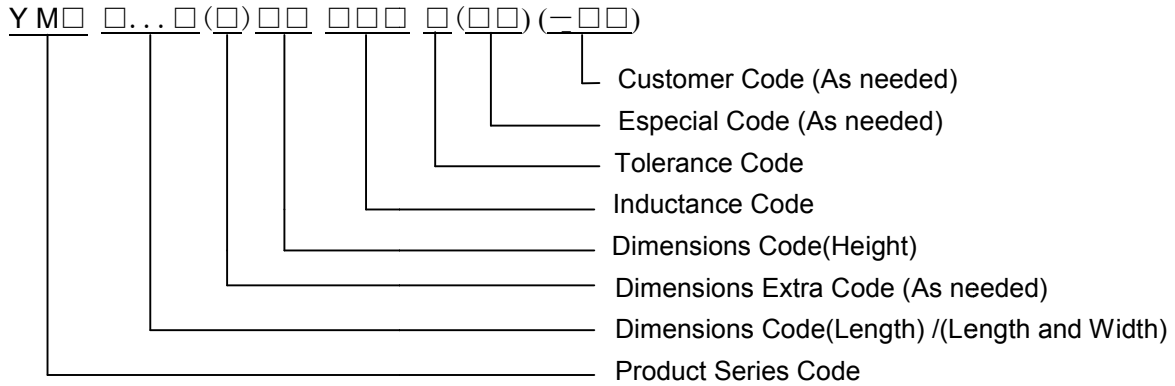 YM□ □...□(□)□□ □□□ □(□□)(-□□)
Customer Code (As needed)
Especial Code (As needed)
Tolerance Code
Inductance Code
Dimensions Code(Height)
Dimensions Extra Code (As needed)
Dimensions Code(Length) /(Length and Width)
Product Series Code